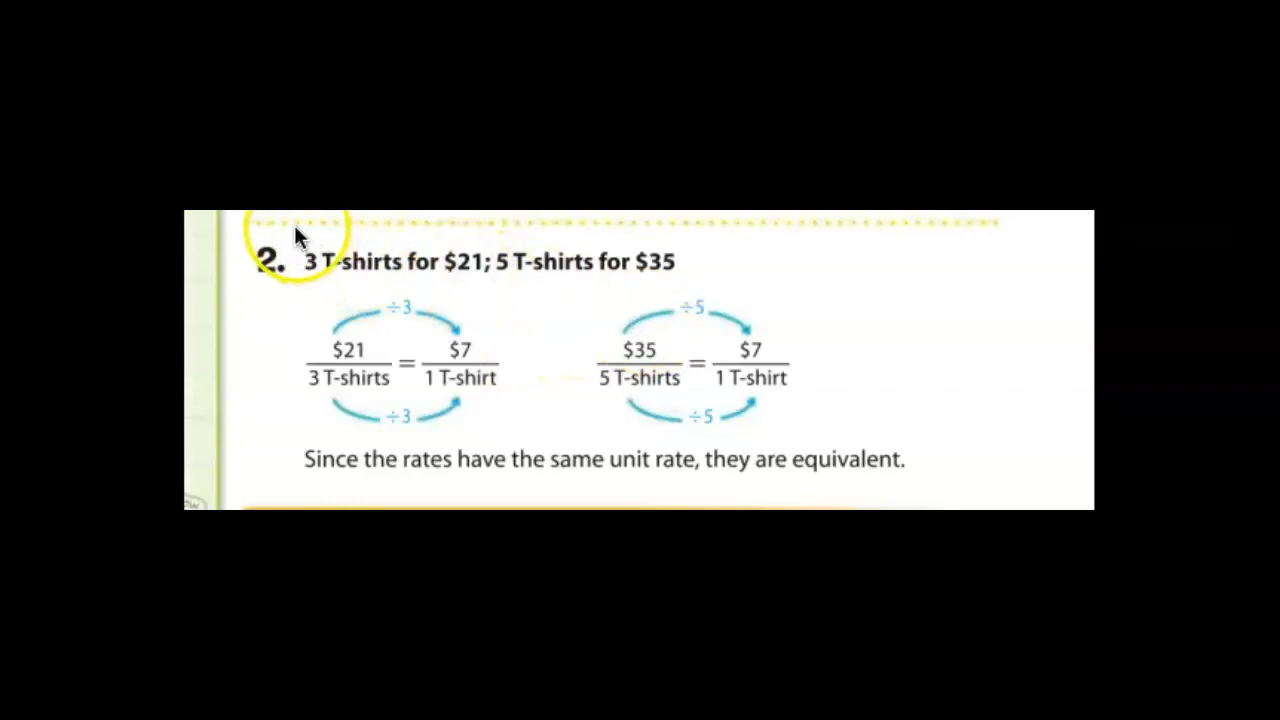 2. 3 T-shirts for $21; 5 T-shirts for $35
÷3 ÷5
$21 = $7 $35 = $7
3 T-shirts 1 T-shirt 5 T-shirts 1 T-shirt
÷3 ÷5
Since the rates have the same unit rate, they are equivalent.